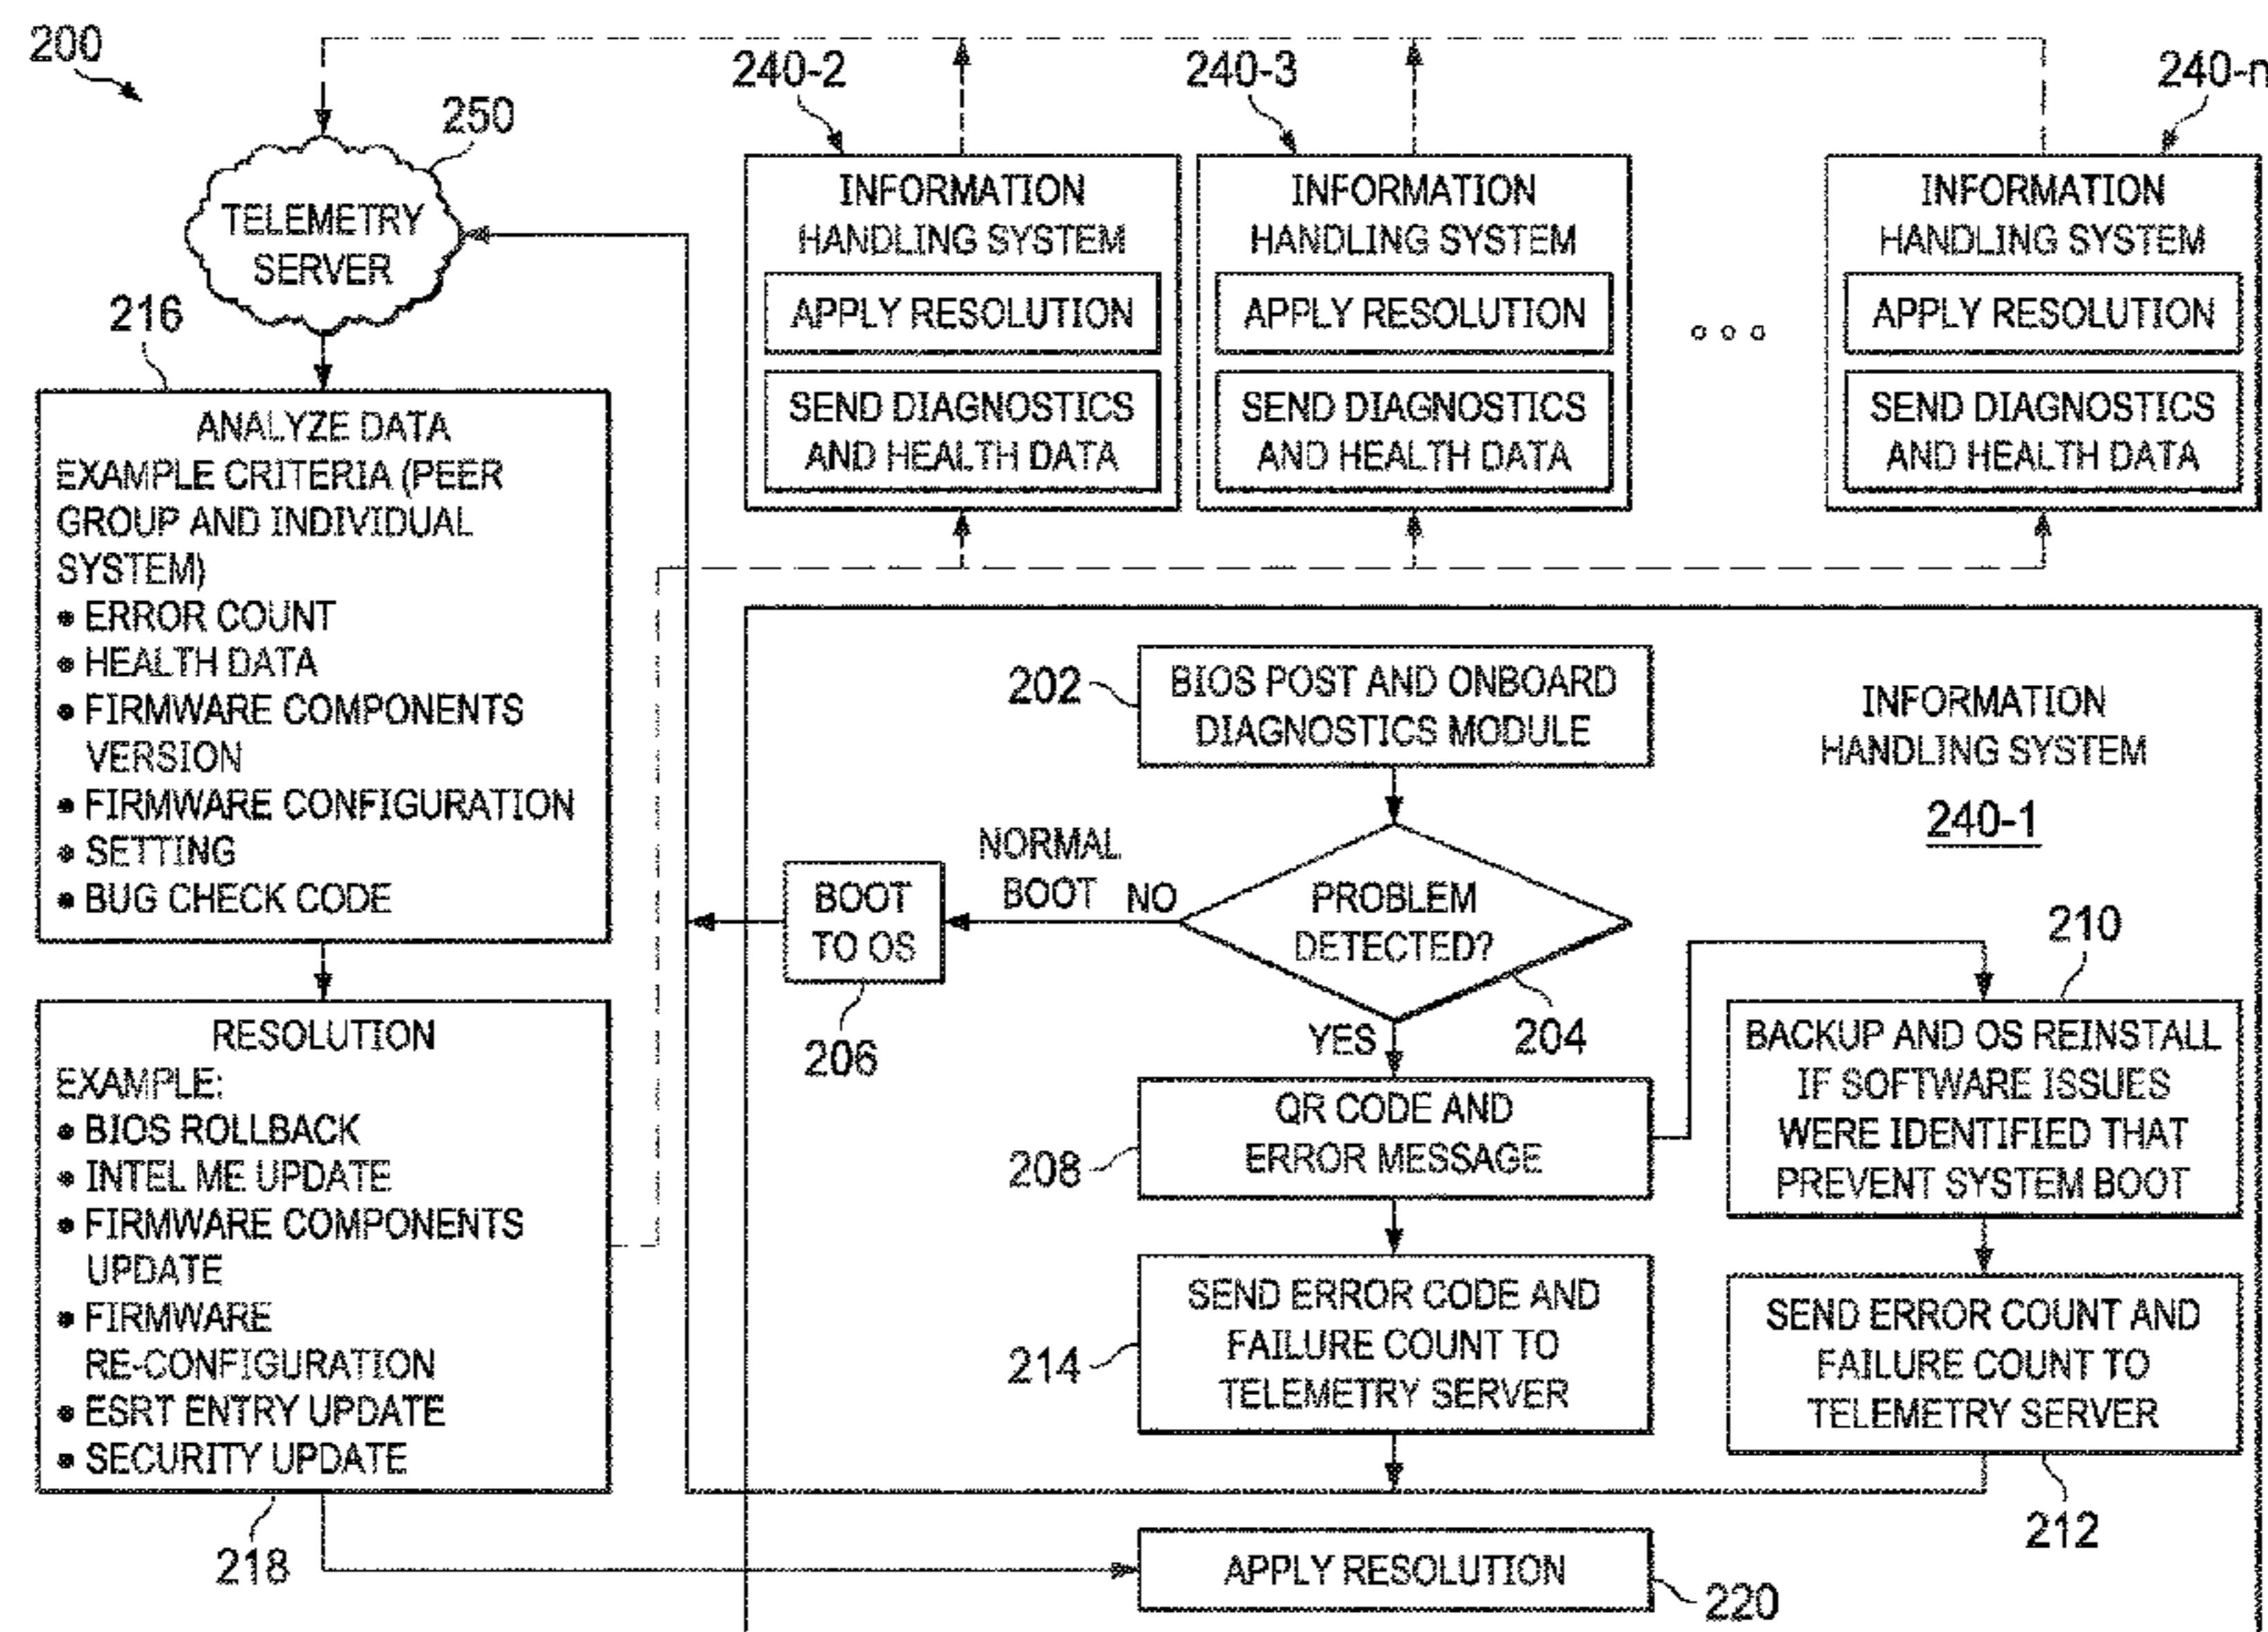 200
250
TELEMETRY
SERVER
240-2
INFORMATION
HANDLING SYSTEM
APPLY RESOLUTION
SEND DIAGNOSTICS
AND HEALTH DATA
240-3
INFORMATION
HANDLING SYSTEM
APPLY RESOLUTION
SEND DIAGNOSTICS
AND HEALTH DATA
240-n
INFORMATION
HANDLING SYSTEM
APPLY RESOLUTION
SEND DIAGNOSTICS
AND HEALTH DATA
216
ANALYZE DATA
EXAMPLE CRITERIA (PEER
GROUP AND INDIVIDUAL
SYSTEM)
• ERROR COUNT
• HEALTH DATA
• FIRMWARE COMPONENTS
VERSION
• FIRMWARE CONFIGURATION
• SETTING
• BUG CHECK CODE
RESOLUTION
EXAMPLE:
• BIOS ROLLBACK
• INTEL ME UPDATE
• FIRMWARE COMPONENTS
UPDATE
• FIRMWARE
RE-CONFIGURATION
• ESRT ENTRY UPDATE
• SECURITY UPDATE
218
INFORMATION
HANDLING SYSTEM
240-1
202
BIOS POST AND ONBOARD
DIAGNOSTICS MODULE
PROBLEM
DETECTED?
204
NO
NORMAL
BOOT
BOOT
TO OS
206
YES
QR CODE AND
ERROR MESSAGE
208
210
BACKUP AND OS REINSTALL
IF SOFTWARE ISSUES
WERE IDENTIFIED THAT
PREVENT SYSTEM BOOT
SEND ERROR CODE AND
FAILURE COUNT TO
TELEMETRY SERVER
214
SEND ERROR COUNT AND
FAILURE COUNT TO
TELEMETRY SERVER
212
APPLY RESOLUTION
220